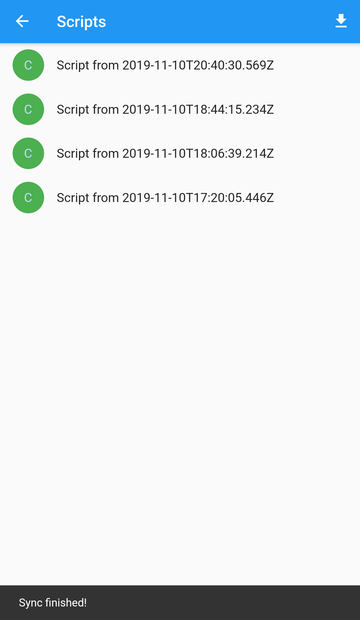 Scripts
C Script from 2019-11-10T20:40:30.569Z
C Script from 2019-11-10T18:44:15.234Z
C Script from 2019-11-10T18:06:39.214Z
C Script from 2019-11-10T17:20:05.446Z
Sync finished!